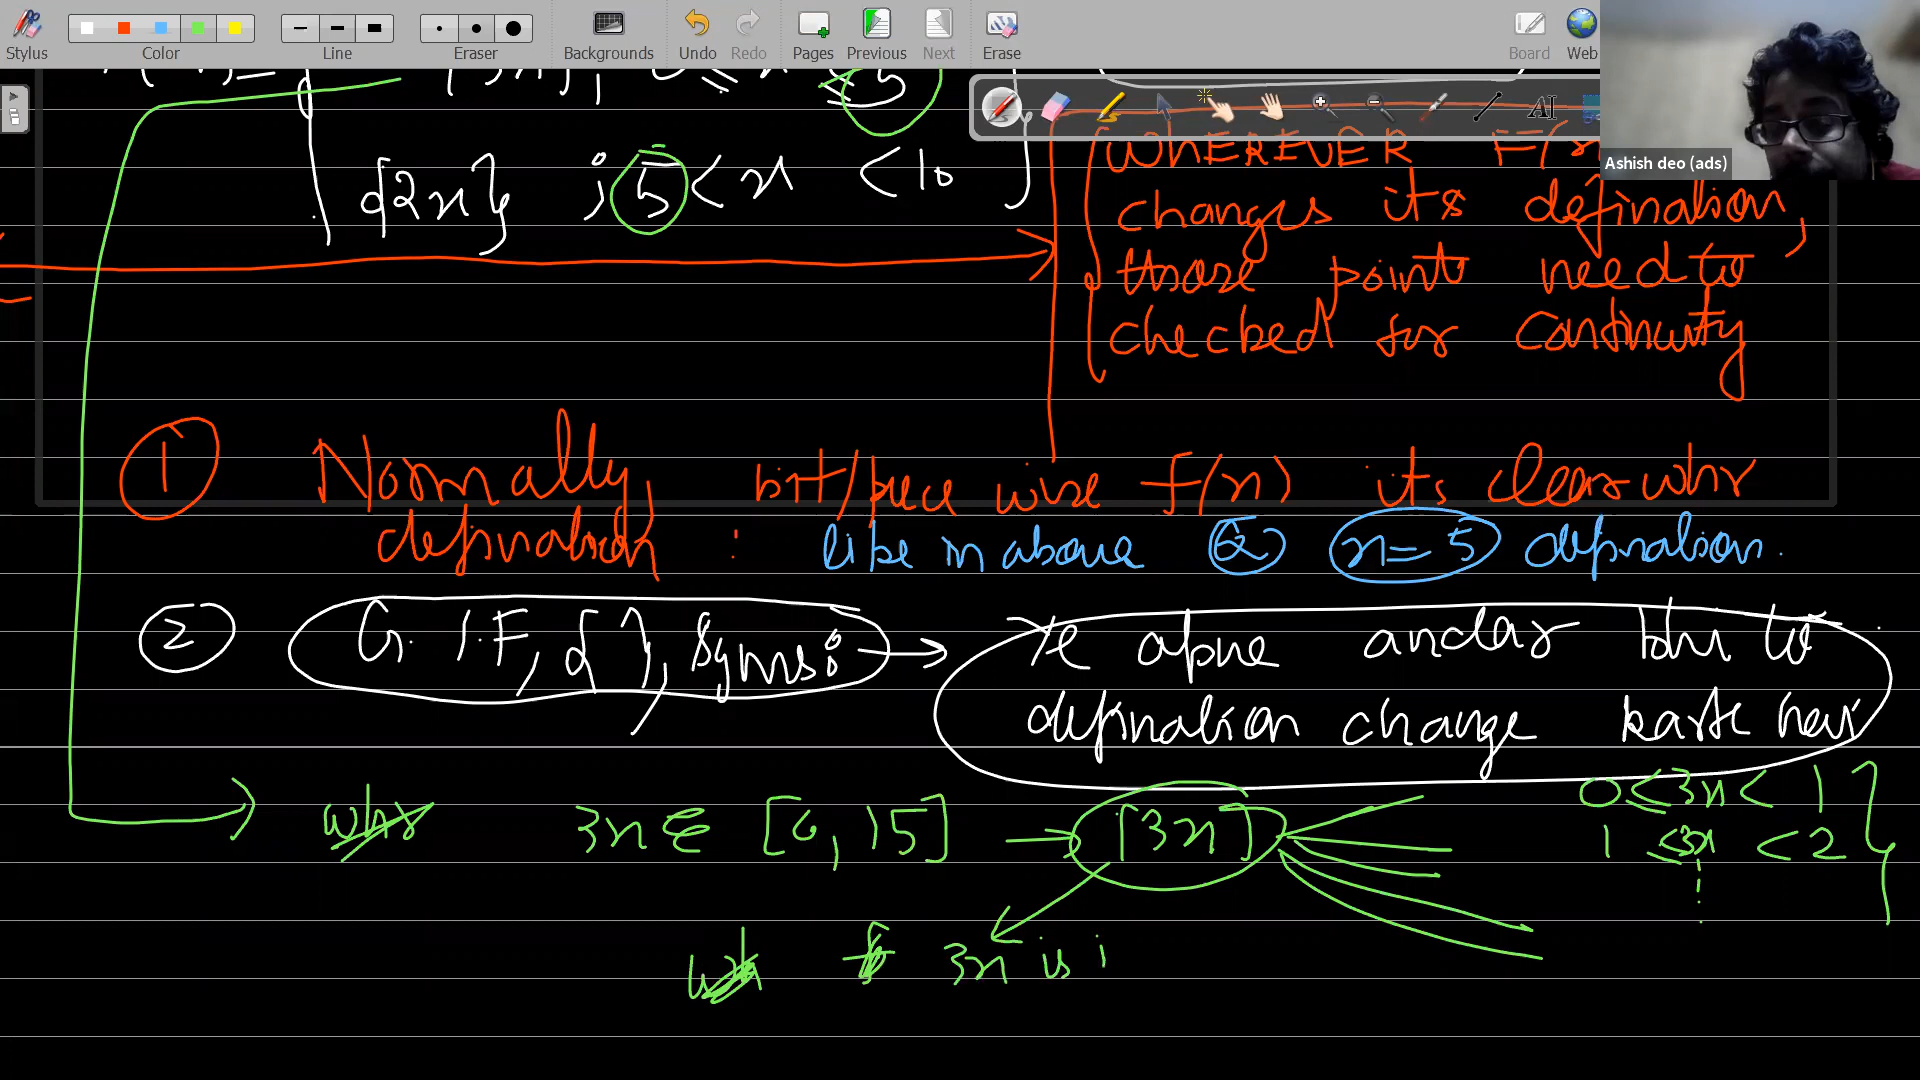 Stylus Color Line Eraser Backgrounds Undo Redo Pages Previous Next Erase Board Web
Ashish deo (ads)
{2x} ; 5 < x < 10
WHEREVER
changes its defination,
those points need to
checked for continuity
1 Normally, bit/piece wise f(x) its clear whr
defination : like in above Q x = 5 defination.
2 G.I.F, { }, sgms: → Ye apne andar bhi to
defination change karte hai
whr 3x ∈ [0, 15] → [3x] 0 ≤ 3x < 1
1 ≤ 3x < 2
3x is i